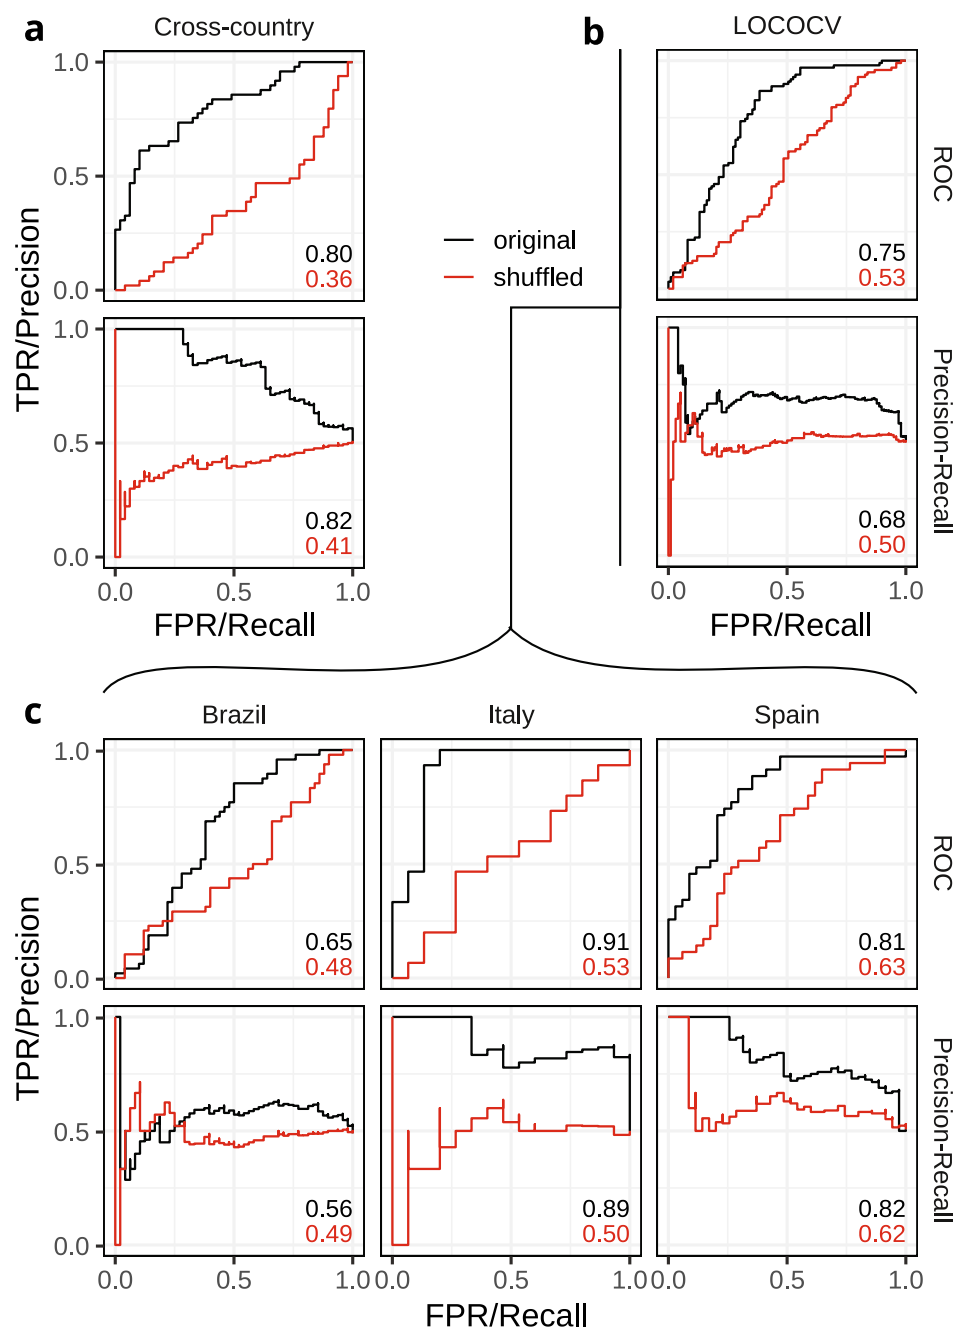 a
Cross-country
b
LOCOCV
TPR/Precision
1.0
0.5
0.0
0.80
0.36
original
shuffled
0.75
0.53
ROC
1.0
0.5
0.0
0.82
0.41
0.68
0.50
Precision-Recall
0.0
0.5
1.0
FPR/Recall
0.0
0.5
1.0
FPR/Recall
c
Brazil
Italy
Spain
TPR/Precision
1.0
0.5
0.0
0.65
0.48
0.91
0.53
0.81
0.63
ROC
1.0
0.5
0.0
0.56
0.49
0.89
0.50
0.82
0.62
Precision-Recall
0.0
0.5
1.0
0.0
0.5
1.0
0.0
0.5
1.0
FPR/Recall